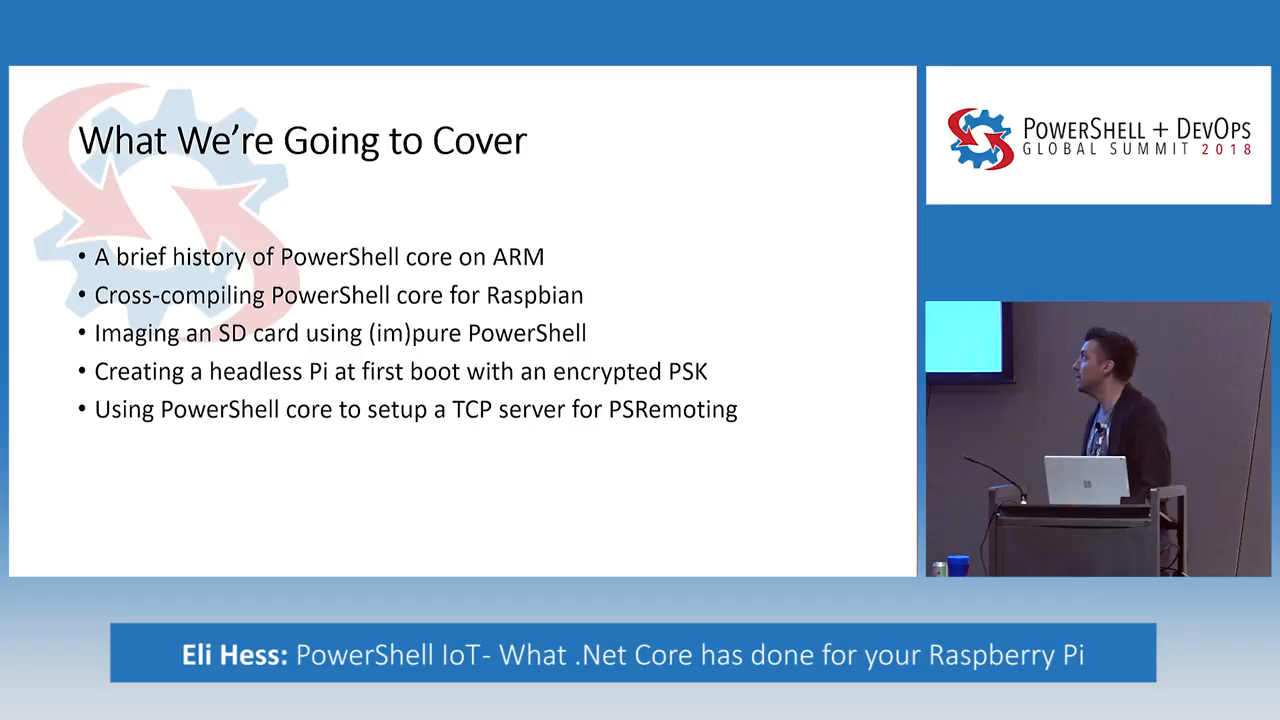 What We're Going to Cover
• A brief history of PowerShell core on ARM
• Cross-compiling PowerShell core for Raspbian
• Imaging an SD card using (im)pure PowerShell
• Creating a headless Pi at first boot with an encrypted PSK
• Using PowerShell core to setup a TCP server for PSRemoting
POWERSHELL + DEVOPS
GLOBAL SUMMIT 2018
Eli Hess: PowerShell IoT- What .Net Core has done for your Raspberry Pi